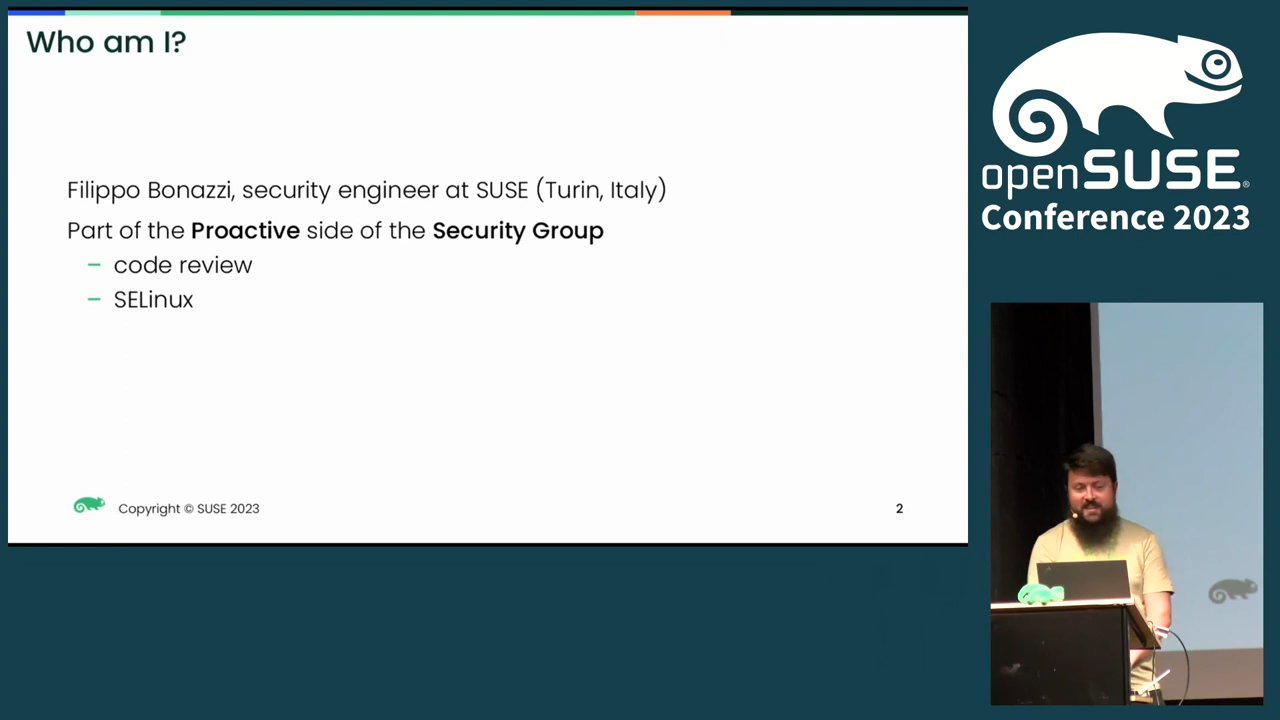 Who am I?
Filippo Bonazzi, security engineer at SUSE (Turin, Italy)
Part of the Proactive side of the Security Group
– code review
– SELinux
Copyright © SUSE 2023
2
openSUSE®
Conference 2023